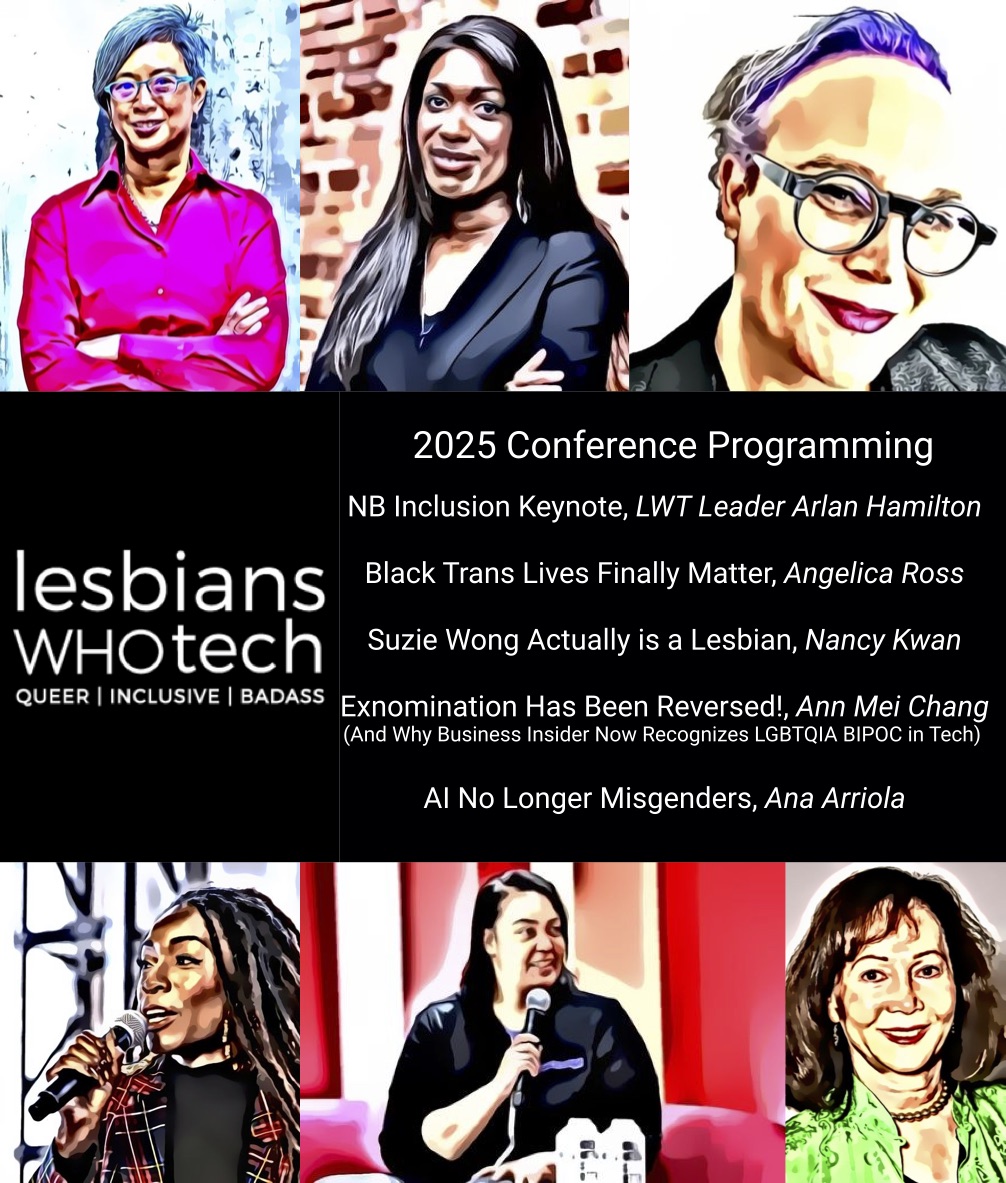 2025 Conference Programming
NB Inclusion Keynote, LWT Leader Arlan Hamilton
Black Trans Lives Finally Matter, Angelica Ross
Suzie Wong Actually is a Lesbian, Nancy Kwan
Exnomination Has Been Reversed!, Ann Mei Chang
(And Why Business Insider Now Recognizes LGBTQIA BIPOC in Tech)
AI No Longer Misgenders, Ana Arriola
lesbians
WHO tech
QUEER | INCLUSIVE | BADASS